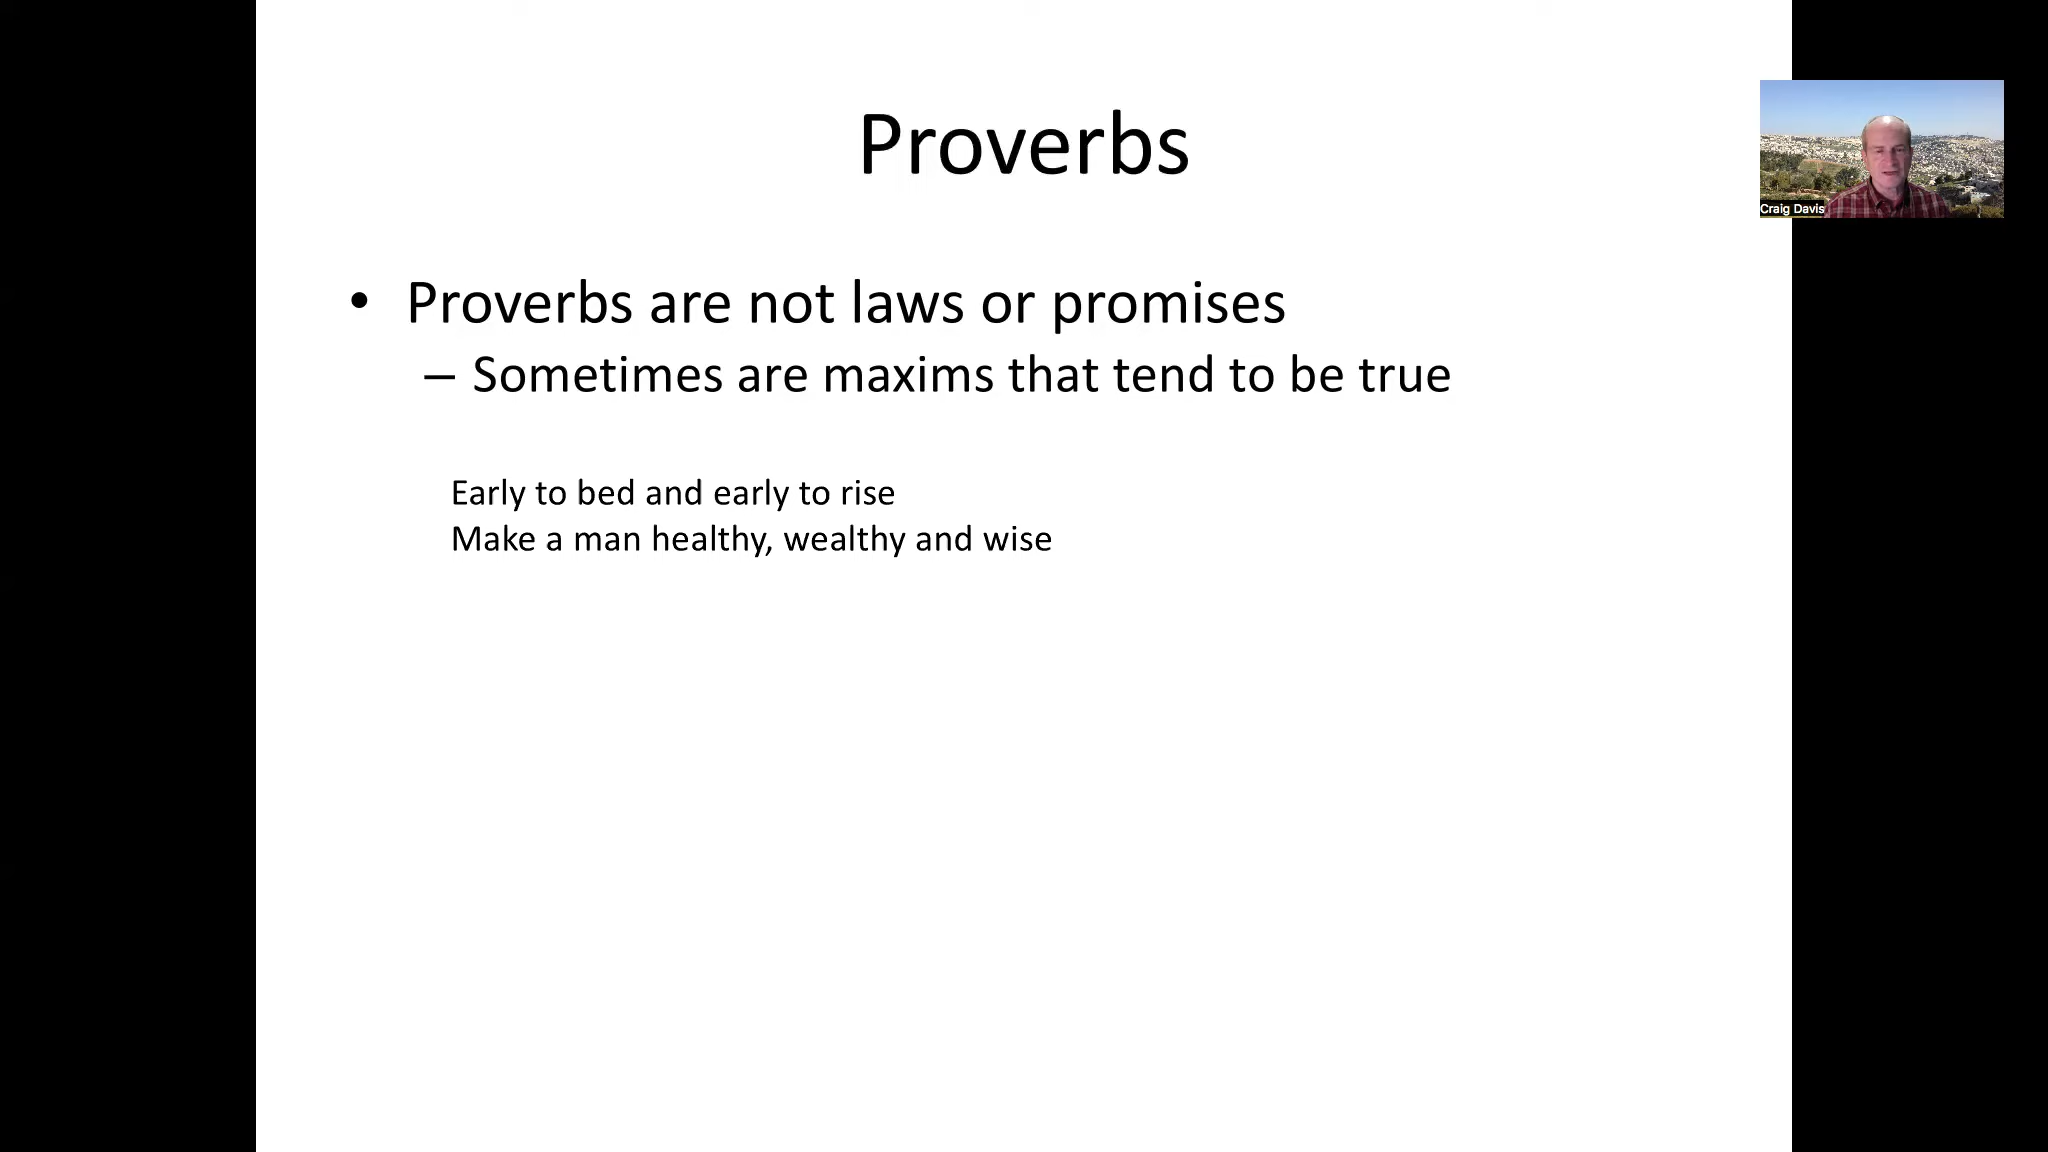 Proverbs
Craig Davis
• Proverbs are not laws or promises
– Sometimes are maxims that tend to be true
Early to bed and early to rise
Make a man healthy, wealthy and wise